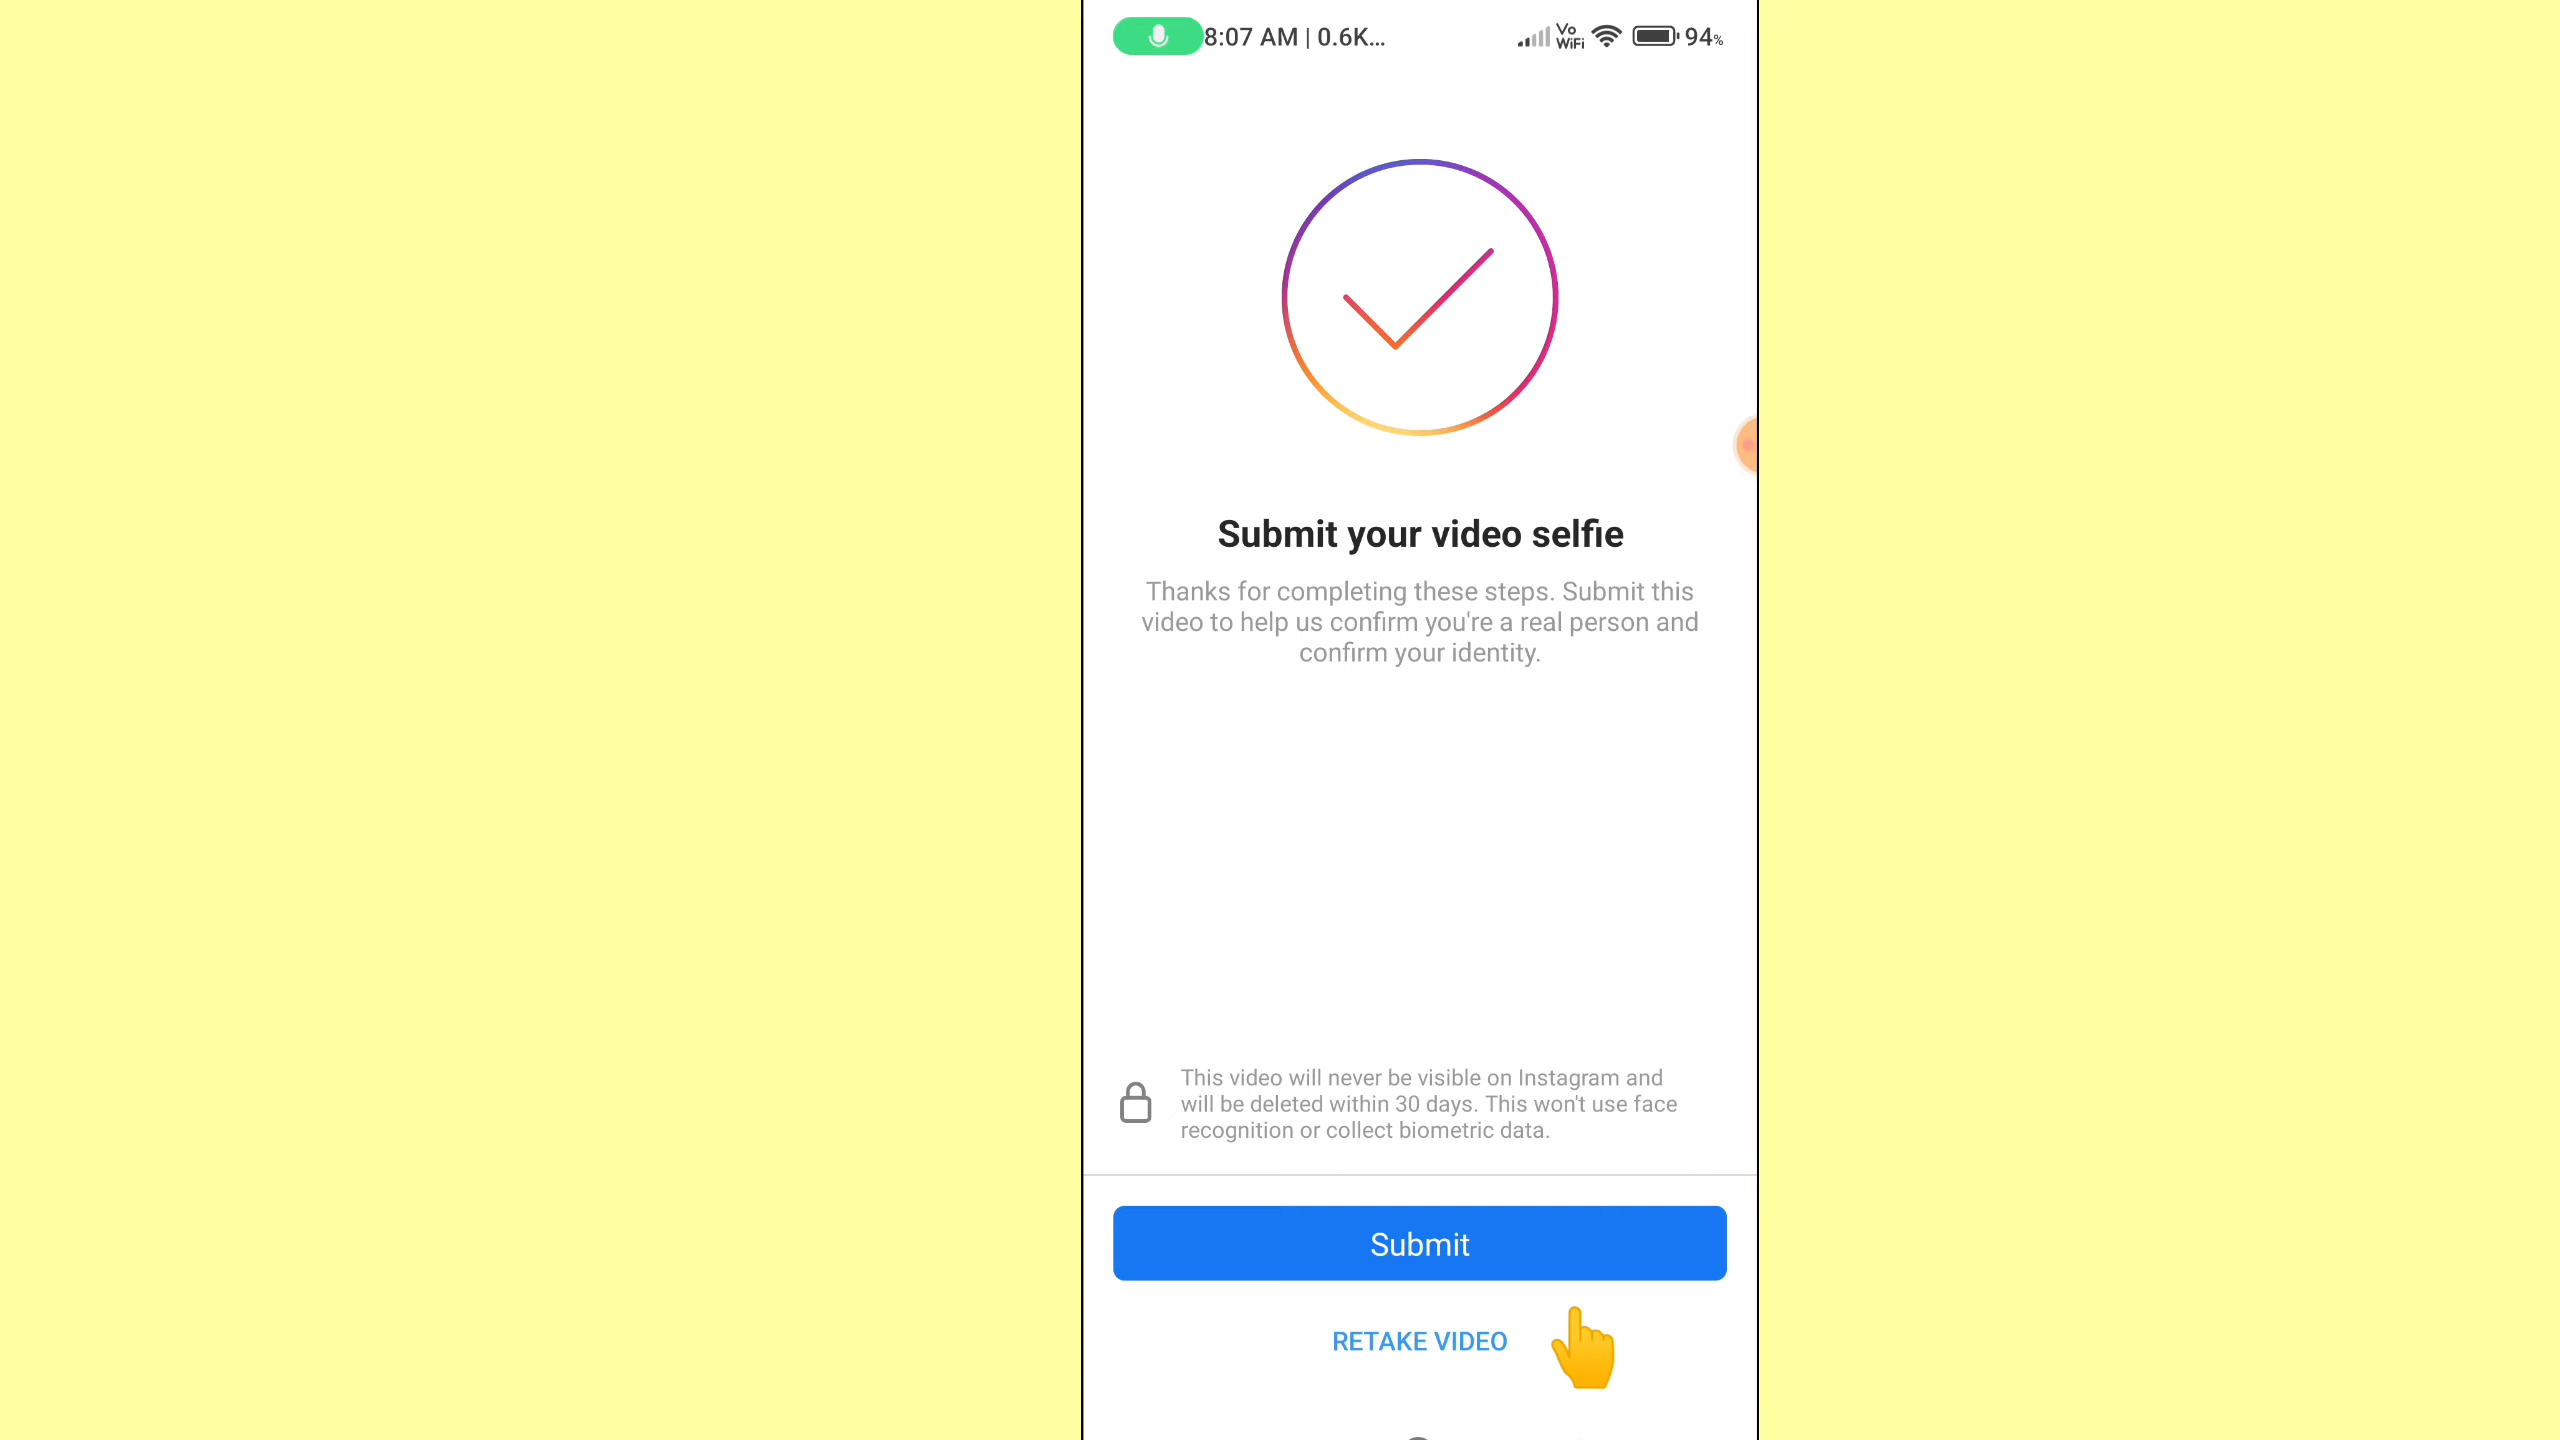 8:07 AM | 0.6K... Vo WiFi 94%
Submit your video selfie
Thanks for completing these steps. Submit this
video to help us confirm you're a real person and
confirm your identity.
This video will never be visible on Instagram and
will be deleted within 30 days. This won't use face
recognition or collect biometric data.
Submit
RETAKE VIDEO